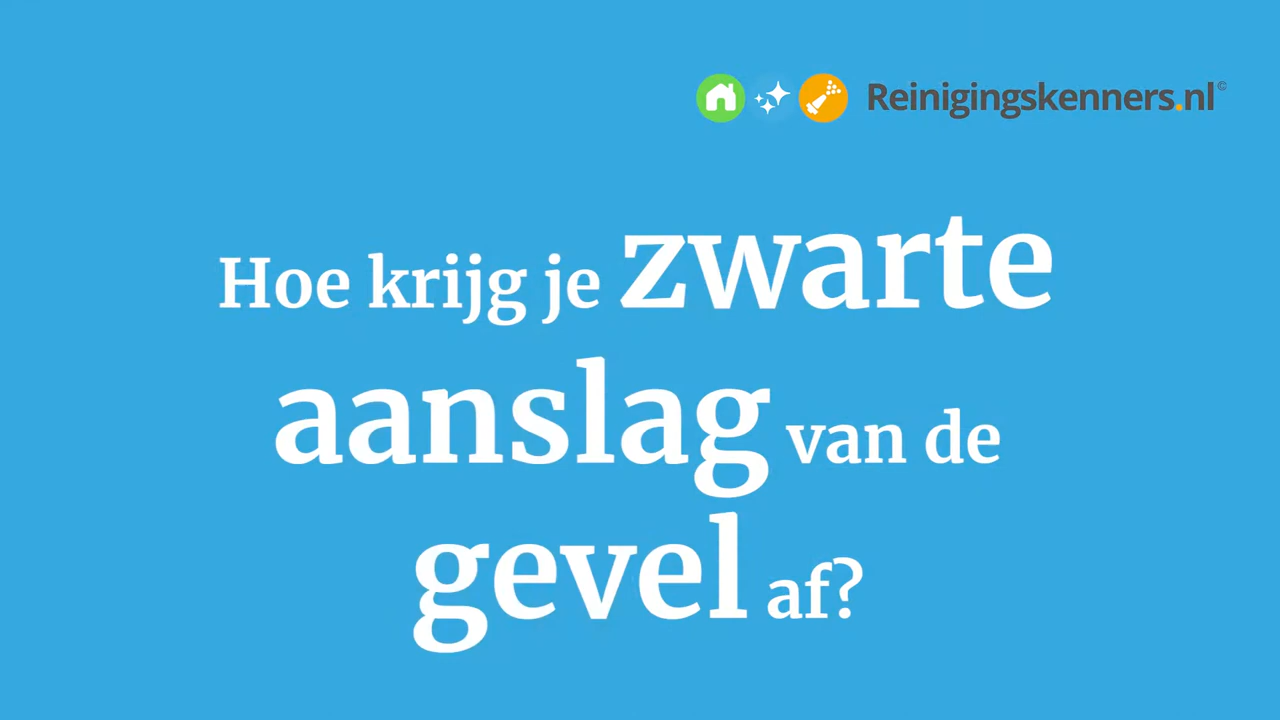 Reinigingskenners.nl©
Hoe krijg je zwarte
aanslag van de
gevel af?